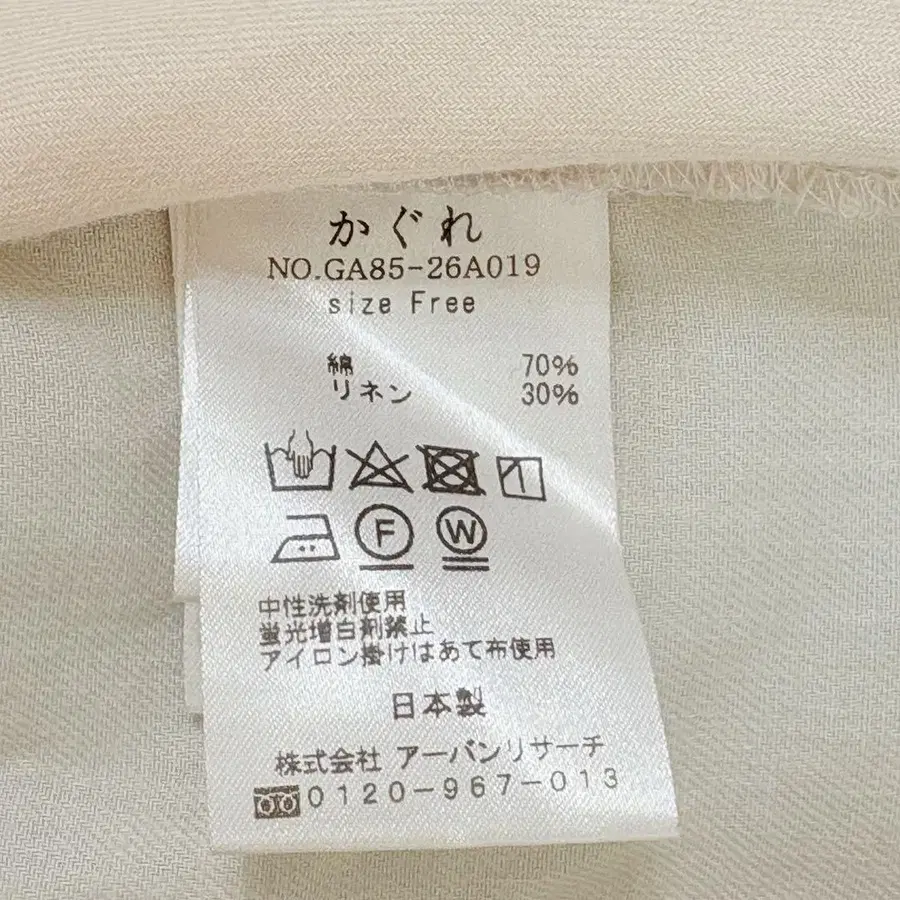 かぐれ
NO.GA85-26A019
size Free
綿 70%
リネン 30%
F W
中性洗剤使用
蛍光増白剤禁止
アイロン掛けはあて布使用
日本製
株式会社 アーバンリサーチ
0120-967-013